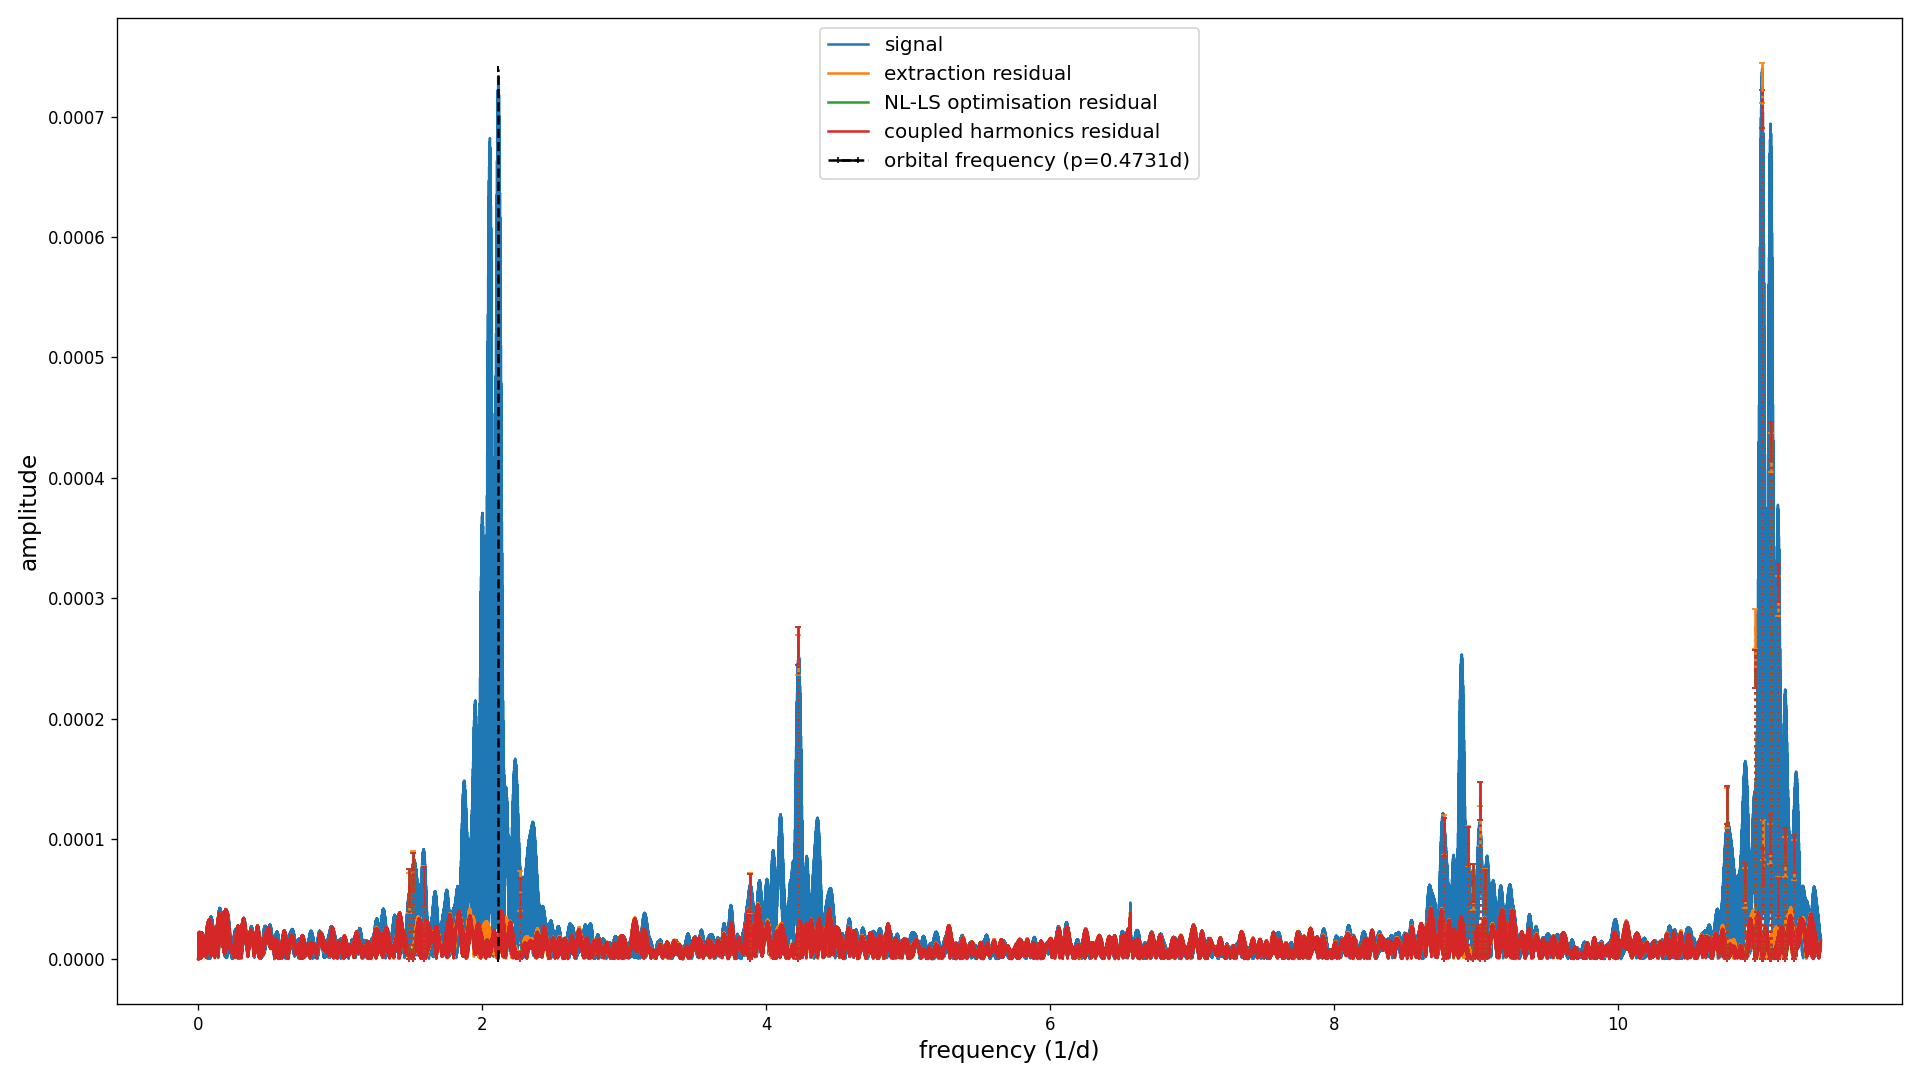 signal
extraction residual
NL-LS optimisation residual
coupled harmonics residual
orbital frequency (p=0.4731d)
amplitude
0.0007
0.0006
0.0005
0.0004
0.0003
0.0002
0.0001
0.0000
0 2 4 6 8 10
frequency (1/d)